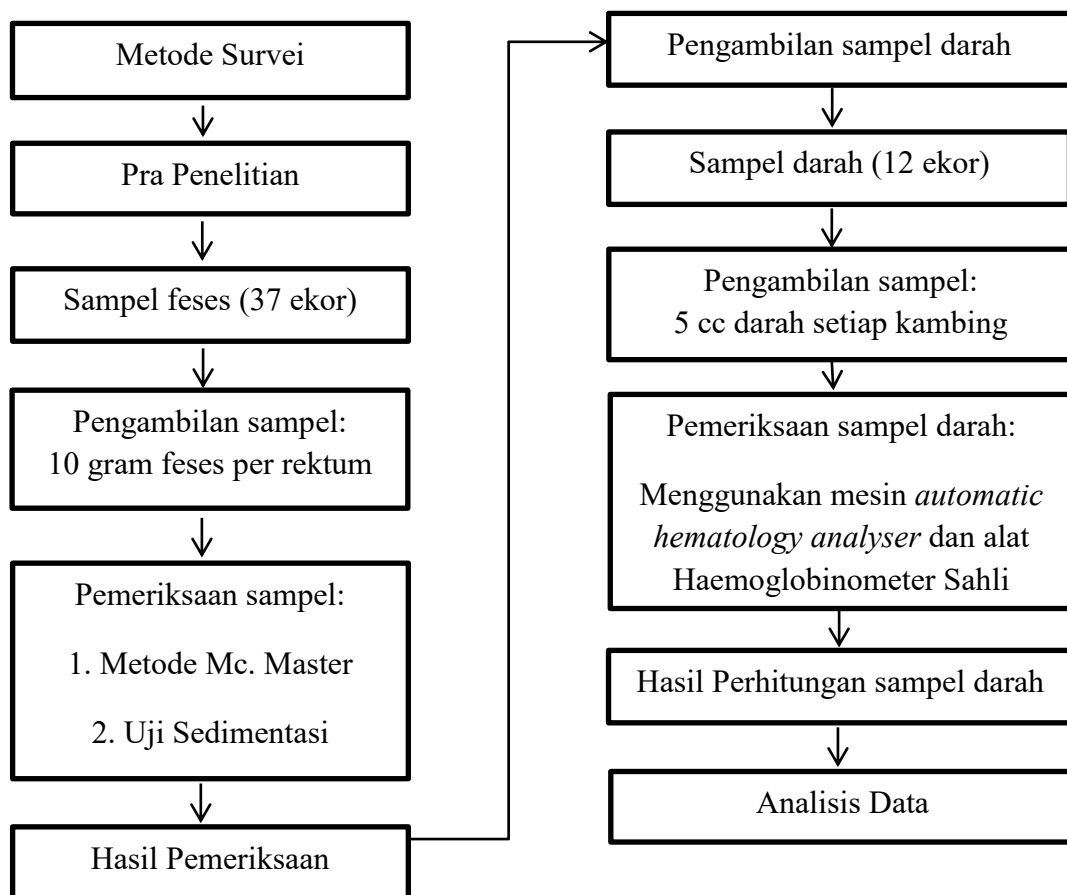 Metode Survei
Pra Penelitian
Sampel feses (37 ekor)
Pengambilan sampel:
10 gram feses per rektum
Pemeriksaan sampel:
1. Metode Mc. Master
2. Uji Sedimentasi
Hasil Pemeriksaan
Pengambilan sampel darah
Sampel darah (12 ekor)
Pengambilan sampel:
5 cc darah setiap kambing
Pemeriksaan sampel darah:
Menggunakan mesin automatic
hematology analyser dan alat
Haemoglobinometer Sahli
Hasil Perhitungan sampel darah
Analisis Data